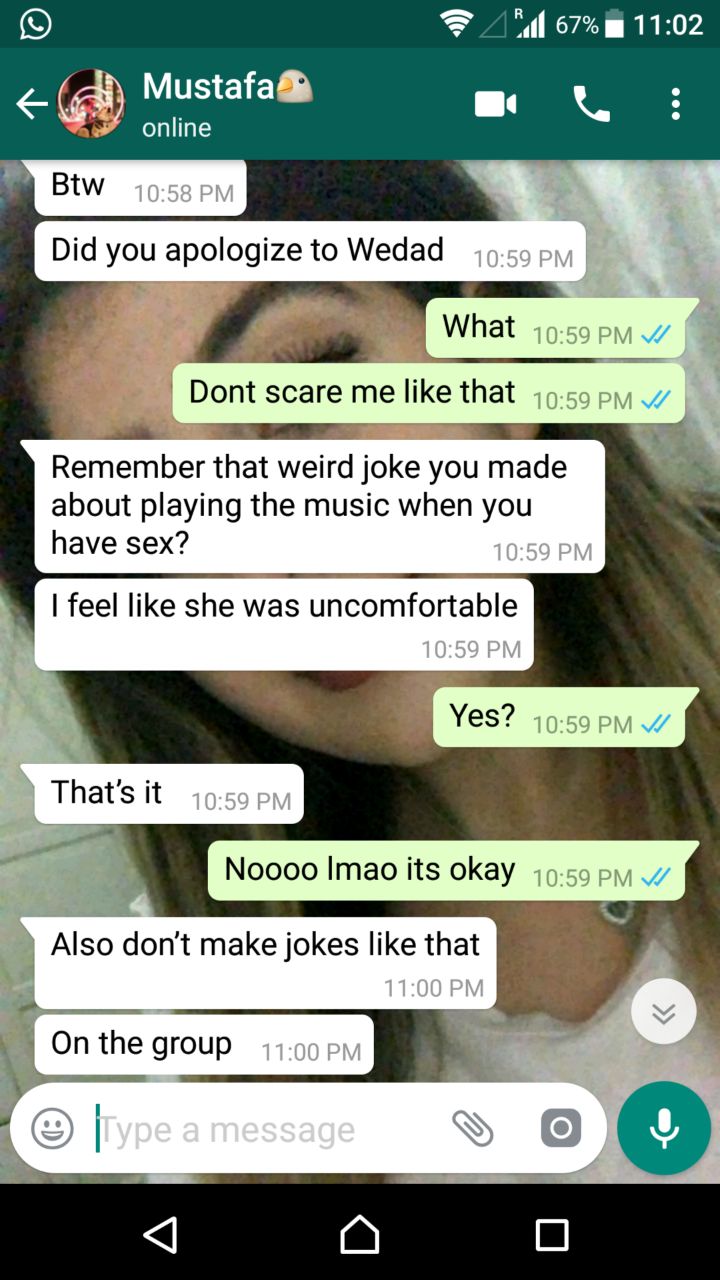 R 67% 11:02
Mustafa
online
Btw 10:58 PM
Did you apologize to Wedad 10:59 PM
What 10:59 PM
Dont scare me like that 10:59 PM
Remember that weird joke you made
about playing the music when you
have sex? 10:59 PM
I feel like she was uncomfortable
10:59 PM
Yes? 10:59 PM
That’s it 10:59 PM
Noooo lmao its okay 10:59 PM
Also don’t make jokes like that
11:00 PM
On the group 11:00 PM
Type a message